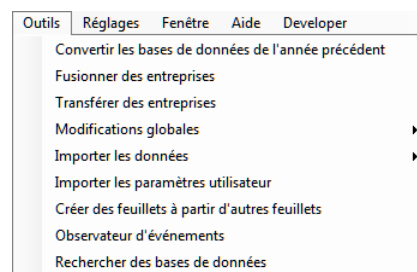 Outils Réglages Fenêtre Aide Developer
Convertir les bases de données de l'année précédent
Fusionner des entreprises
Transférer des entreprises
Modifications globales
Importer les données
Importer les paramètres utilisateur
Créer des feuillets à partir d'autres feuillets
Observateur d'événements
Rechercher des bases de données